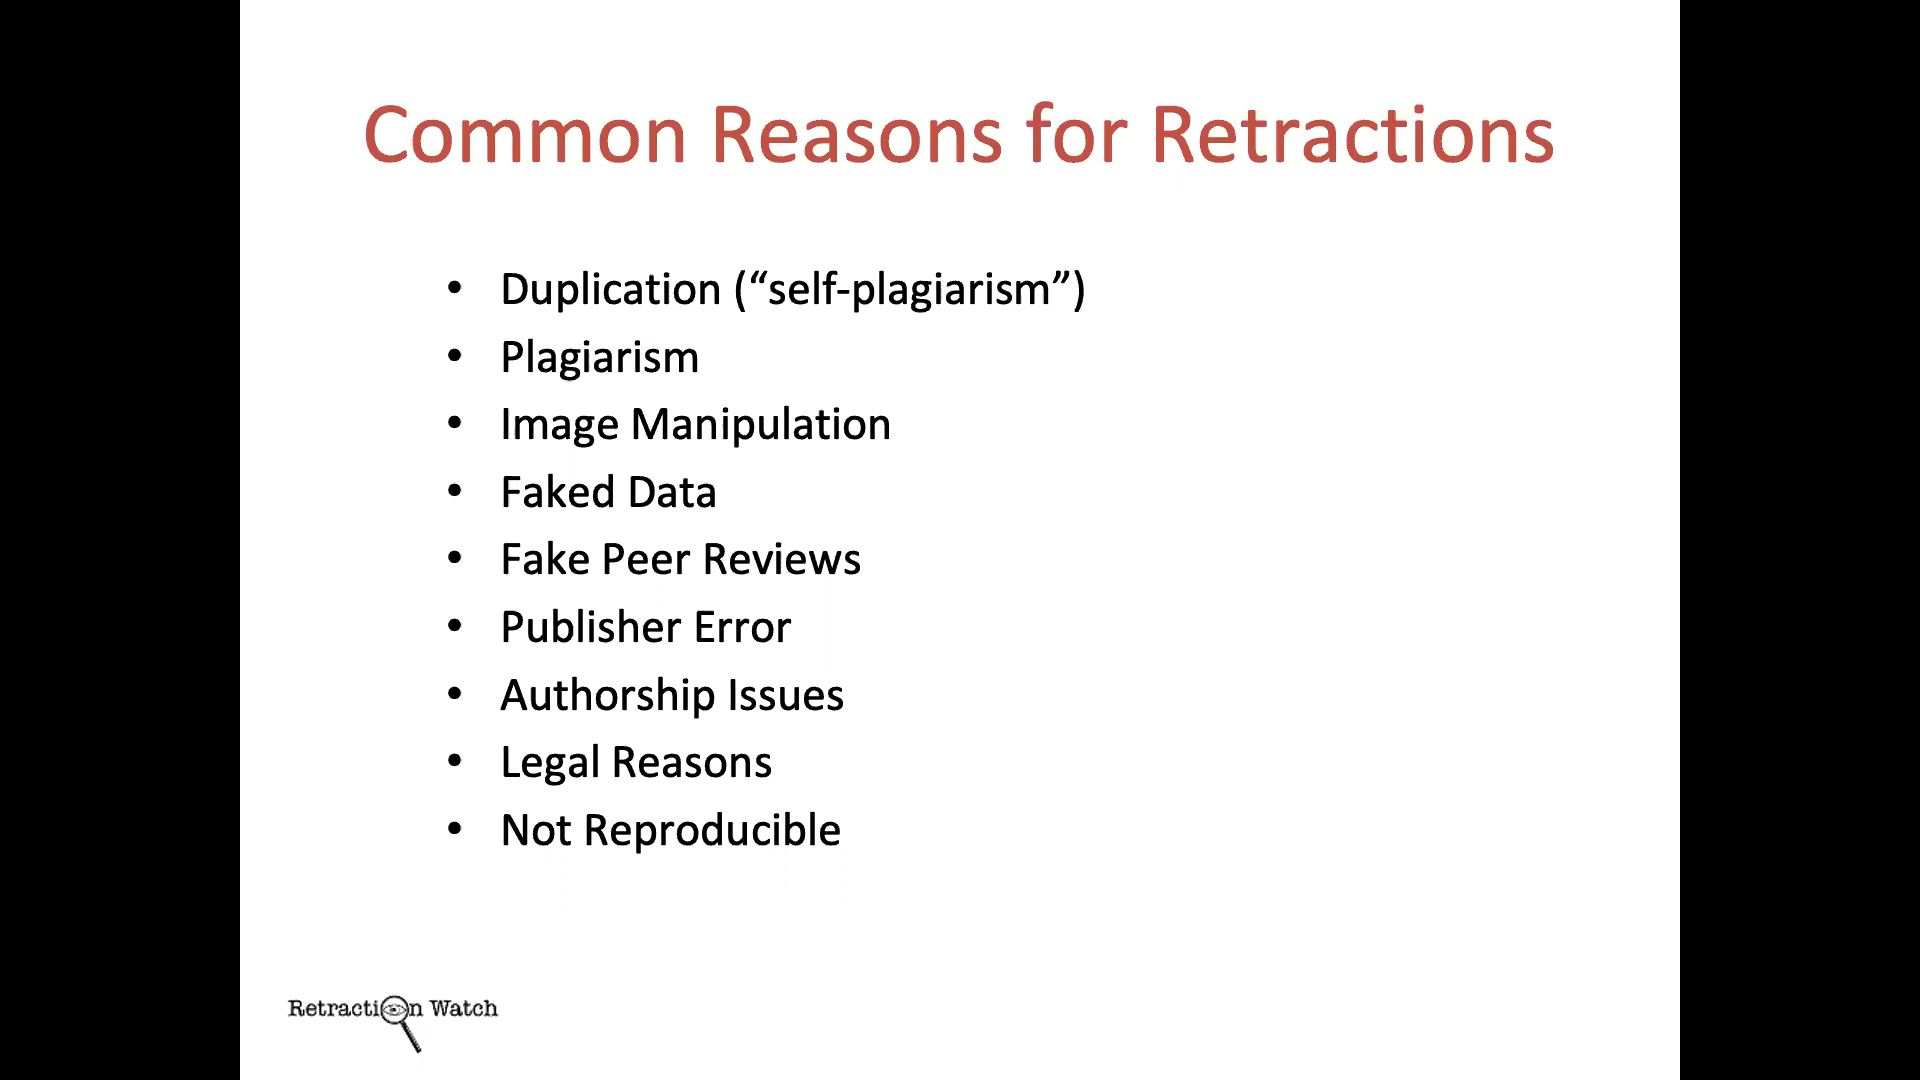 Common Reasons for Retractions
• Duplication (“self-plagiarism”)
• Plagiarism
• Image Manipulation
• Faked Data
• Fake Peer Reviews
• Publisher Error
• Authorship Issues
• Legal Reasons
• Not Reproducible
Retraction Watch